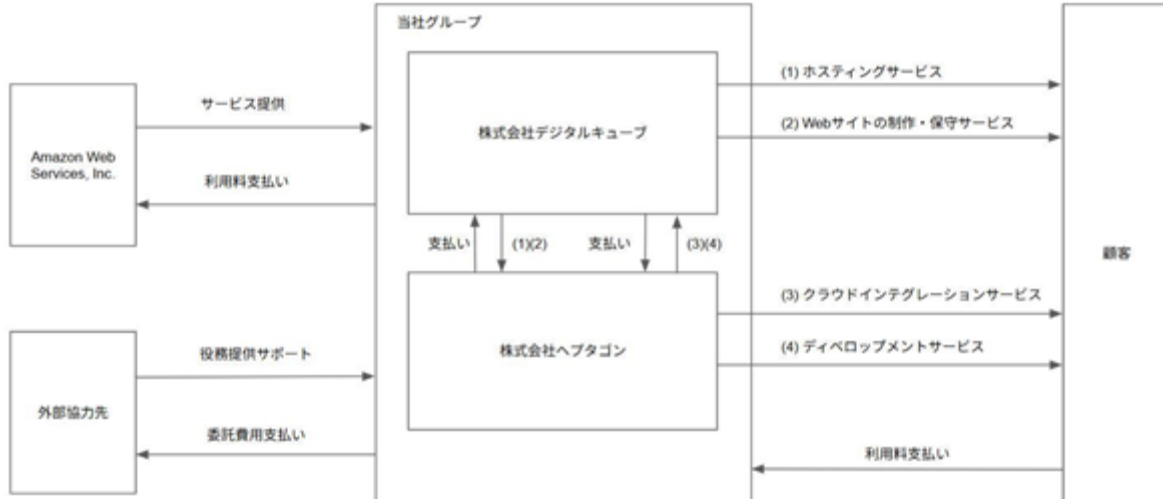 当社グループ
(1) ホスティングサービス
サービス提供
(2) Webサイトの制作・保守サービス
株式会社デジタルキューブ
Amazon Web
Services, Inc.
利用料支払い
支払い
(1)(2)
支払い
(3)(4)
顧客
(3) クラウドインテグレーションサービス
役務提供サポート
株式会社ヘプタゴン
(4) ディベロップメントサービス
外部協力先
委託費用支払い
利用料支払い